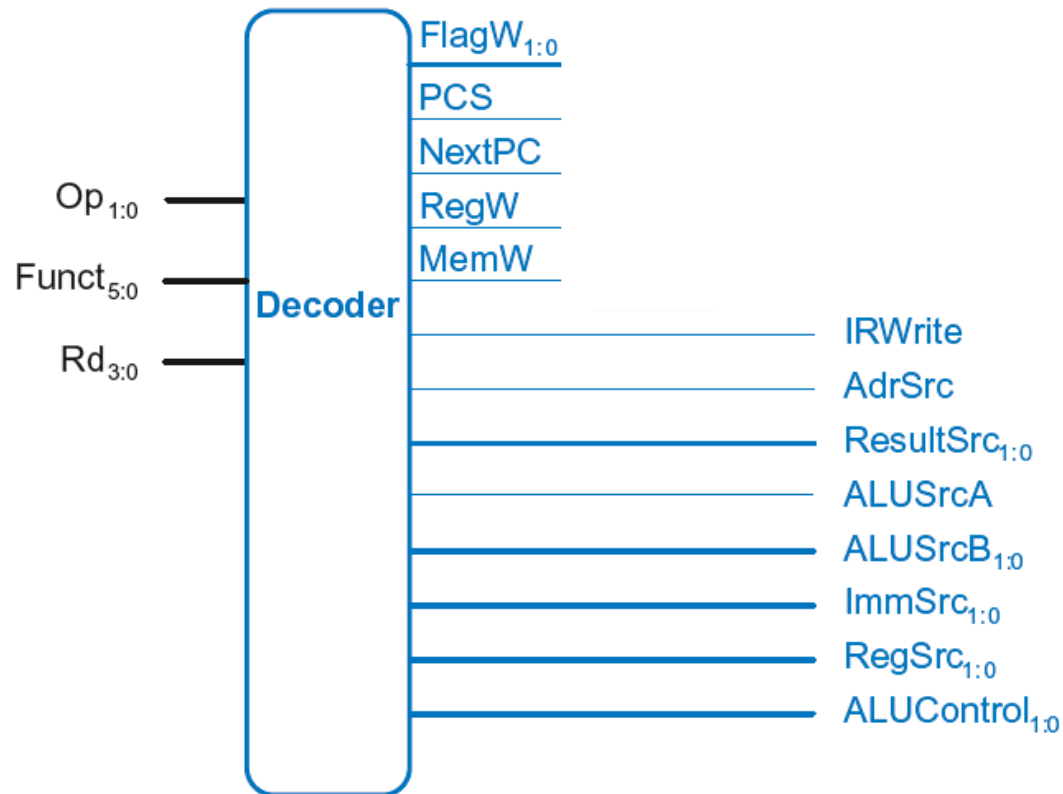 FlagW1:0
PCS
NextPC
RegW
MemW
Op1:0
Funct5:0
Rd3:0
Decoder
IRWrite
AdrSrc
ResultSrc1:0
ALUSrcA
ALUSrcB1:0
ImmSrc1:0
RegSrc1:0
ALUControl1:0